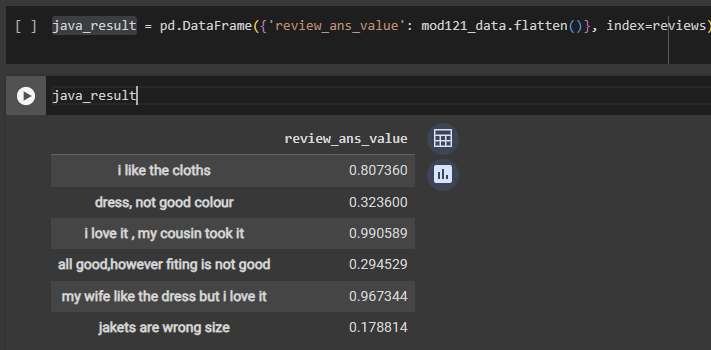 [ ] java_result = pd.DataFrame({'review_ans_value': mod121_data.flatten()}, index=reviews)
java_result
review_ans_value
i like the cloths 0.807360
dress, not good colour 0.323600
i love it , my cousin took it 0.990589
all good,however fiting is not good 0.294529
my wife like the dress but i love it 0.967344
jakets are wrong size 0.178814